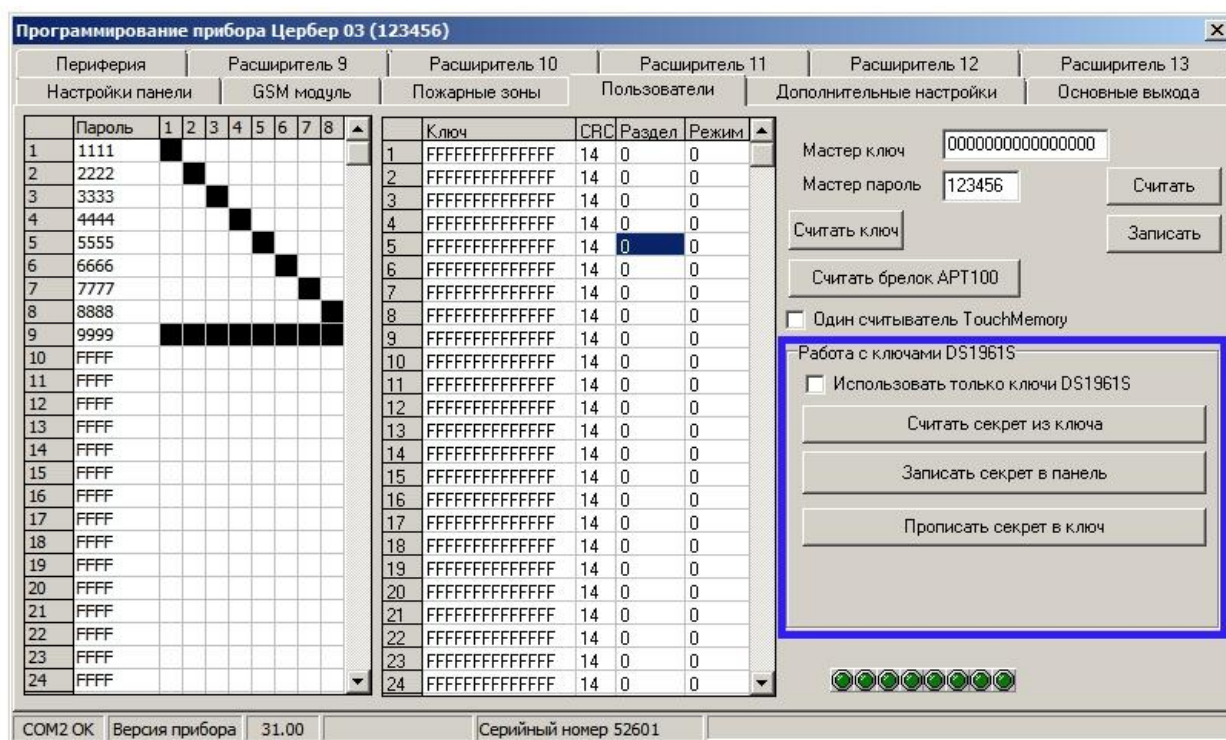 Программирование прибора Цербер 03 (123456)
Периферия Расширитель 9 Расширитель 10 Расширитель 11 Расширитель 12 Расширитель 13
Настройки панели GSM модуль Пожарные зоны Пользователи Дополнительные настройки Основные выхода
Пароль 1 2 3 4 5 6 7 8
1 1111
2 2222
3 3333
4 4444
5 5555
6 6666
7 7777
8 8888
9 9999
10 FFFF
11 FFFF
12 FFFF
13 FFFF
14 FFFF
15 FFFF
16 FFFF
17 FFFF
18 FFFF
19 FFFF
20 FFFF
21 FFFF
22 FFFF
23 FFFF
24 FFFF
Ключ CRC Раздел Режим
1 FFFFFFFFFFFFFF 14 0 0
2 FFFFFFFFFFFFFF 14 0 0
3 FFFFFFFFFFFFFF 14 0 0
4 FFFFFFFFFFFFFF 14 0 0
5 FFFFFFFFFFFFFF 14 0 0
6 FFFFFFFFFFFFFF 14 0 0
7 FFFFFFFFFFFFFF 14 0 0
8 FFFFFFFFFFFFFF 14 0 0
9 FFFFFFFFFFFFFF 14 0 0
10 FFFFFFFFFFFFFF 14 0 0
11 FFFFFFFFFFFFFF 14 0 0
12 FFFFFFFFFFFFFF 14 0 0
13 FFFFFFFFFFFFFF 14 0 0
14 FFFFFFFFFFFFFF 14 0 0
15 FFFFFFFFFFFFFF 14 0 0
16 FFFFFFFFFFFFFF 14 0 0
17 FFFFFFFFFFFFFF 14 0 0
18 FFFFFFFFFFFFFF 14 0 0
19 FFFFFFFFFFFFFF 14 0 0
20 FFFFFFFFFFFFFF 14 0 0
21 FFFFFFFFFFFFFF 14 0 0
22 FFFFFFFFFFFFFF 14 0 0
23 FFFFFFFFFFFFFF 14 0 0
24 FFFFFFFFFFFFFF 14 0 0
Мастер ключ 0000000000000000
Мастер пароль 123456 Считать
Считать ключ Записать
Считать брелок АРТ100
Один считыватель TouchMemory
Работа с ключами DS1961S
Использовать только ключи DS1961S
Считать секрет из ключа
Записать секрет в панель
Прописать секрет в ключ
COM2 OK Версия прибора 31.00 Серийный номер 52601